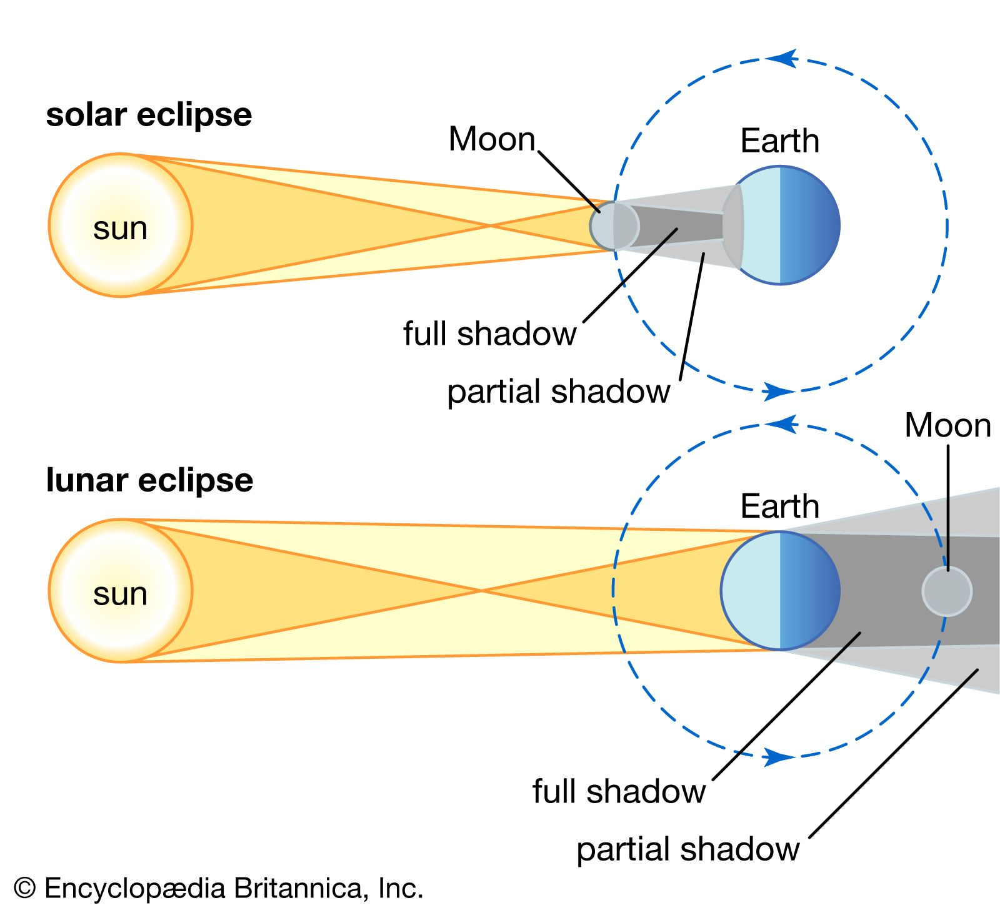 solar eclipse
Moon
Earth
sun
full shadow
partial shadow
Moon
lunar eclipse
Earth
sun
full shadow
partial shadow
© Encyclopædia Britannica, Inc.